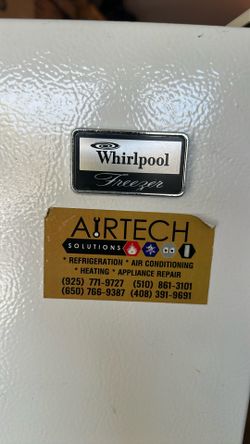 Whirlpool
Freezer
AIRTECH
SOLUTIONS
* REFRIGERATION * AIR CONDITIONING
* HEATING * APPLIANCE REPAIR
(925) 771-9727 (510) 861-3101
(650) 766-9387 (408) 391-9691